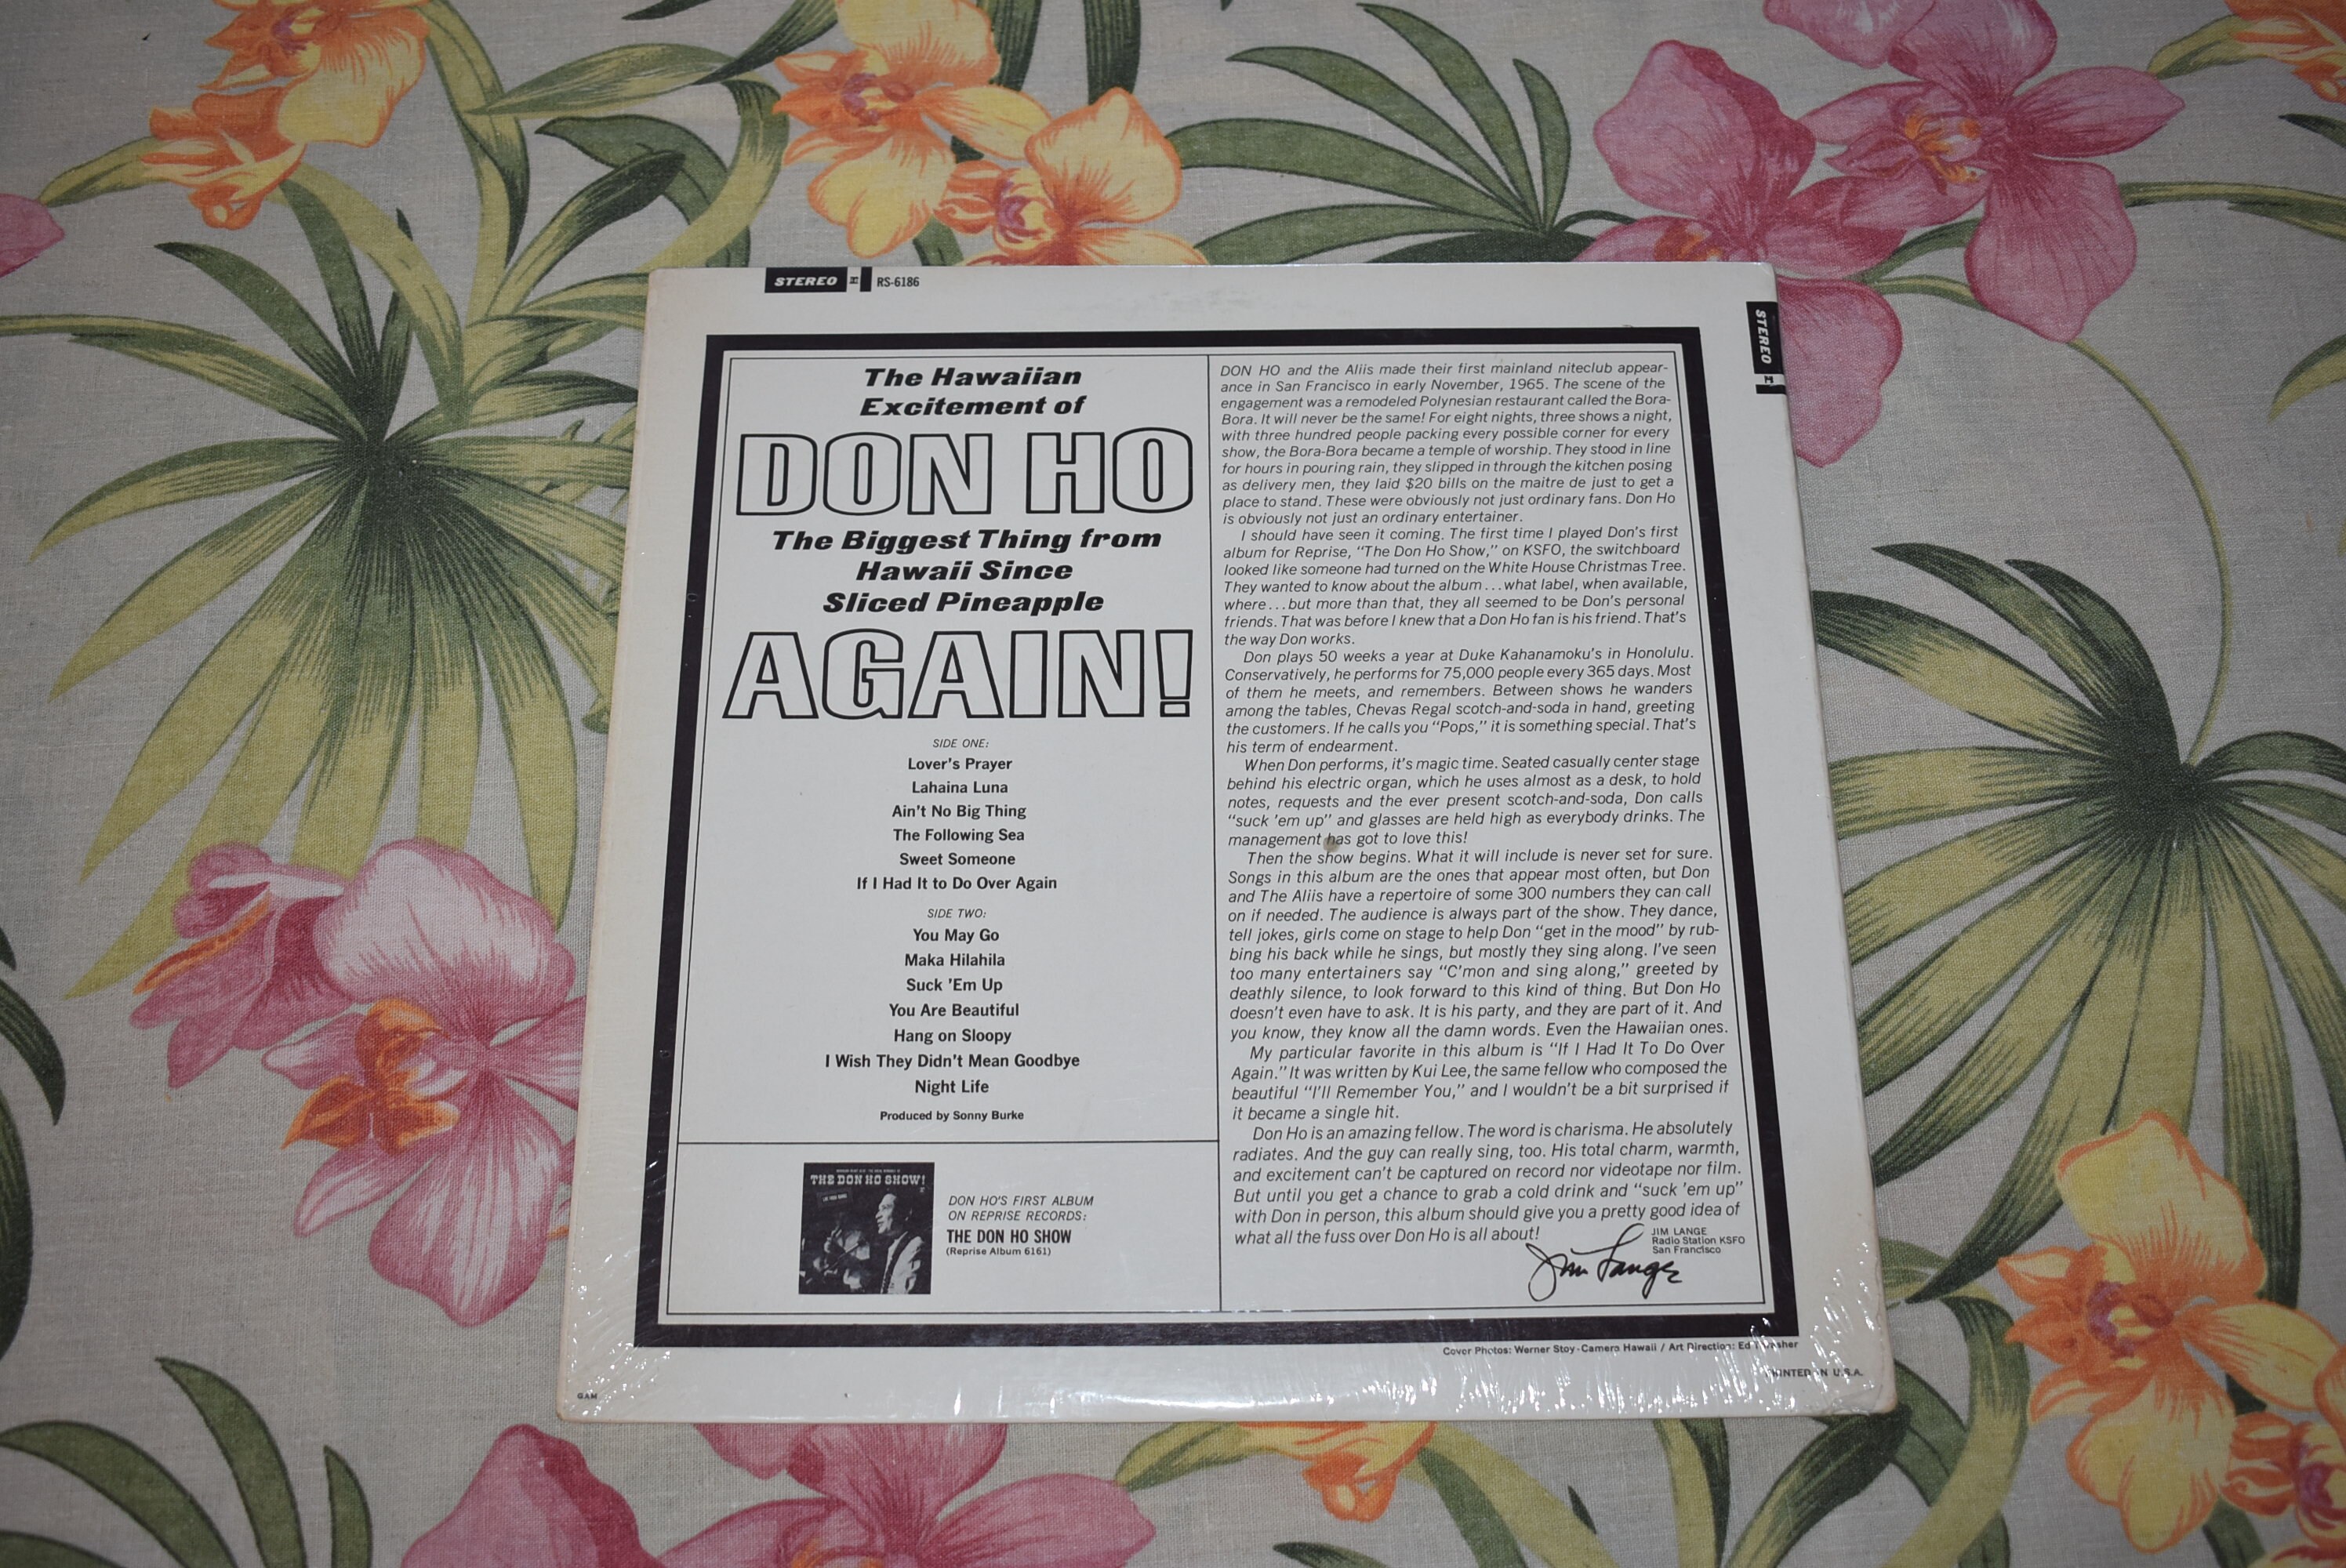 STEREO RS-6186
STEREO
The Hawaiian
Excitement of
DON HO
The Biggest Thing from
Hawaii Since
Sliced Pineapple
AGAIN!
SIDE ONE:
Lover's Prayer
Lahaina Luna
Ain't No Big Thing
The Following Sea
Sweet Someone
If I Had It to Do Over Again
SIDE TWO:
You May Go
Maka Hilahila
Suck 'Em Up
You Are Beautiful
Hang on Sloopy
I Wish They Didn't Mean Goodbye
Night Life
Produced by Sonny Burke
THE DON HO SHOW!
DON HO'S FIRST ALBUM
ON REPRISE RECORDS:
THE DON HO SHOW
(Reprise Album 6161)
DON HO and the Aliis made their first mainland niteclub appear-
ance in San Francisco in early November, 1965. The scene of the
engagement was a remodeled Polynesian restaurant called the Bora-
Bora. It will never be the same! For eight nights, three shows a night,
with three hundred people packing every possible corner for every
show, the Bora-Bora became a temple of worship. They stood in line
for hours in pouring rain, they slipped in through the kitchen posing
as delivery men, they laid $20 bills on the maitre de just to get a
place to stand. These were obviously not just ordinary fans. Don Ho
is obviously not just an ordinary entertainer.
I should have seen it coming. The first time I played Don's first
album for Reprise, "The Don Ho Show," on KSFO, the switchboard
looked like someone had turned on the White House Christmas Tree.
They wanted to know about the album...what label, when available,
where...but more than that, they all seemed to be Don's personal
friends. That was before I knew that a Don Ho fan is his friend. That's
the way Don works.
Don plays 50 weeks a year at Duke Kahanamoku's in Honolulu.
Conservatively, he performs for 75,000 people every 365 days. Most
of them he meets, and remembers. Between shows he wanders
among the tables, Chevas Regal scotch-and-soda in hand, greeting
the customers. If he calls you "Pops," it is something special. That's
his term of endearment.
When Don performs, it's magic time. Seated casually center stage
behind his electric organ, which he uses almost as a desk, to hold
notes, requests and the ever present scotch-and-soda, Don calls
"suck 'em up" and glasses are held high as everybody drinks. The
management has got to love this!
Then the show begins. What it will include is never set for sure.
Songs in this album are the ones that appear most often, but Don
and The Aliis have a repertoire of some 300 numbers they can call
on if needed. The audience is always part of the show. They dance,
tell jokes, girls come on stage to help Don "get in the mood" by rub-
bing his back while he sings, but mostly they sing along. I've seen
too many entertainers say "C'mon and sing along," greeted by
deathly silence, to look forward to this kind of thing. But Don Ho
doesn't even have to ask. It is his party, and they are part of it. And
you know, they know all the damn words. Even the Hawaiian ones.
My particular favorite in this album is "If I Had It To Do Over
Again." It was written by Kui Lee, the same fellow who composed the
beautiful "I'll Remember You," and I wouldn't be a bit surprised if
it became a single hit.
Don Ho is an amazing fellow. The word is charisma. He absolutely
radiates. And the guy can really sing, too. His total charm, warmth,
and excitement can't be captured on record nor videotape nor film.
But until you get a chance to grab a cold drink and "suck 'em up"
with Don in person, this album should give you a pretty good idea of
what all the fuss over Don Ho is all about!
JIM LANGE
Radio Station KSFO
San Francisco
Jim Lange
Cover Photos: Werner Stoy-Camera Hawaii / Art Direction: Ed
PRINTED IN U.S.A.
GAM